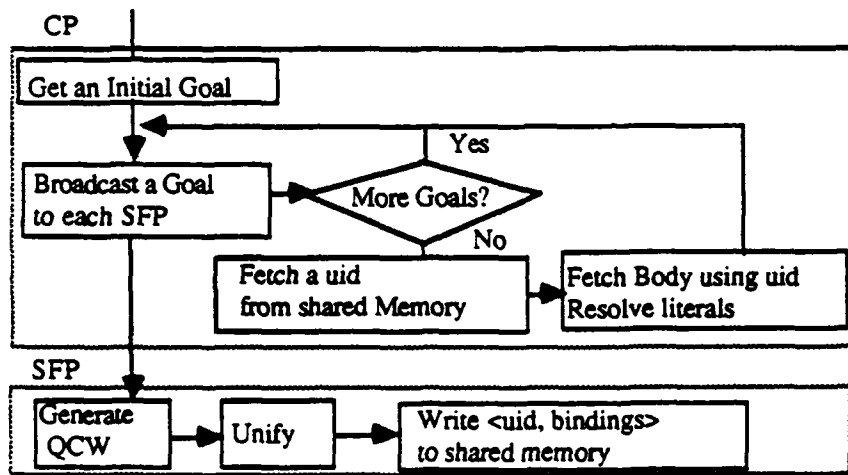 CP
Get an Initial Goal
Yes
Broadcast a Goal
to each SFP
More Goals?
No
Fetch a uid
from shared Memory
Fetch Body using uid
Resolve literals
SFP
Generate
QCW
Unify
Write <uid, bindings>
to shared memory